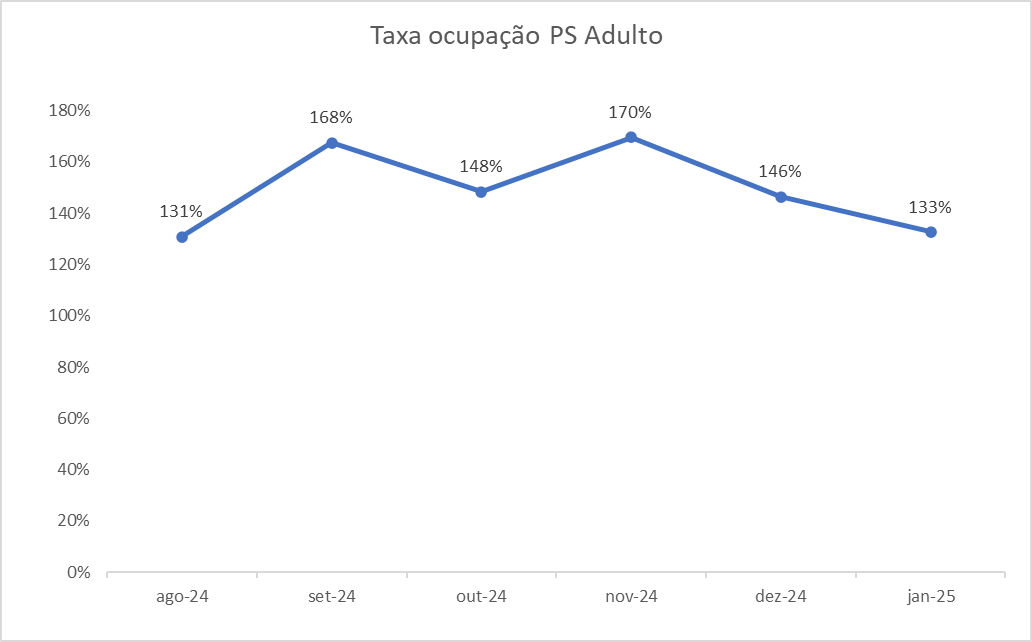 Taxa ocupação PS Adulto
180%
160%
140%
120%
100%
80%
60%
40%
20%
0%
131%
168%
148%
170%
146%
133%
ago-24
set-24
out-24
nov-24
dez-24
jan-25